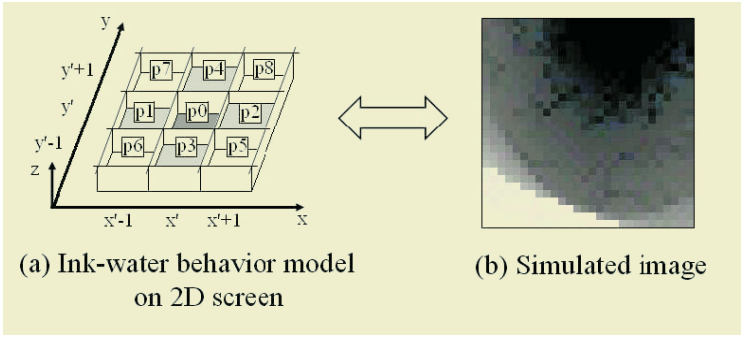 y
y'+1
p7 p4 p8
y'
p1 p0 p2
y'-1
p6 p3 p5
z
x'-1 x' x'+1 x
(a) Ink-water behavior model
on 2D screen
(b) Simulated image